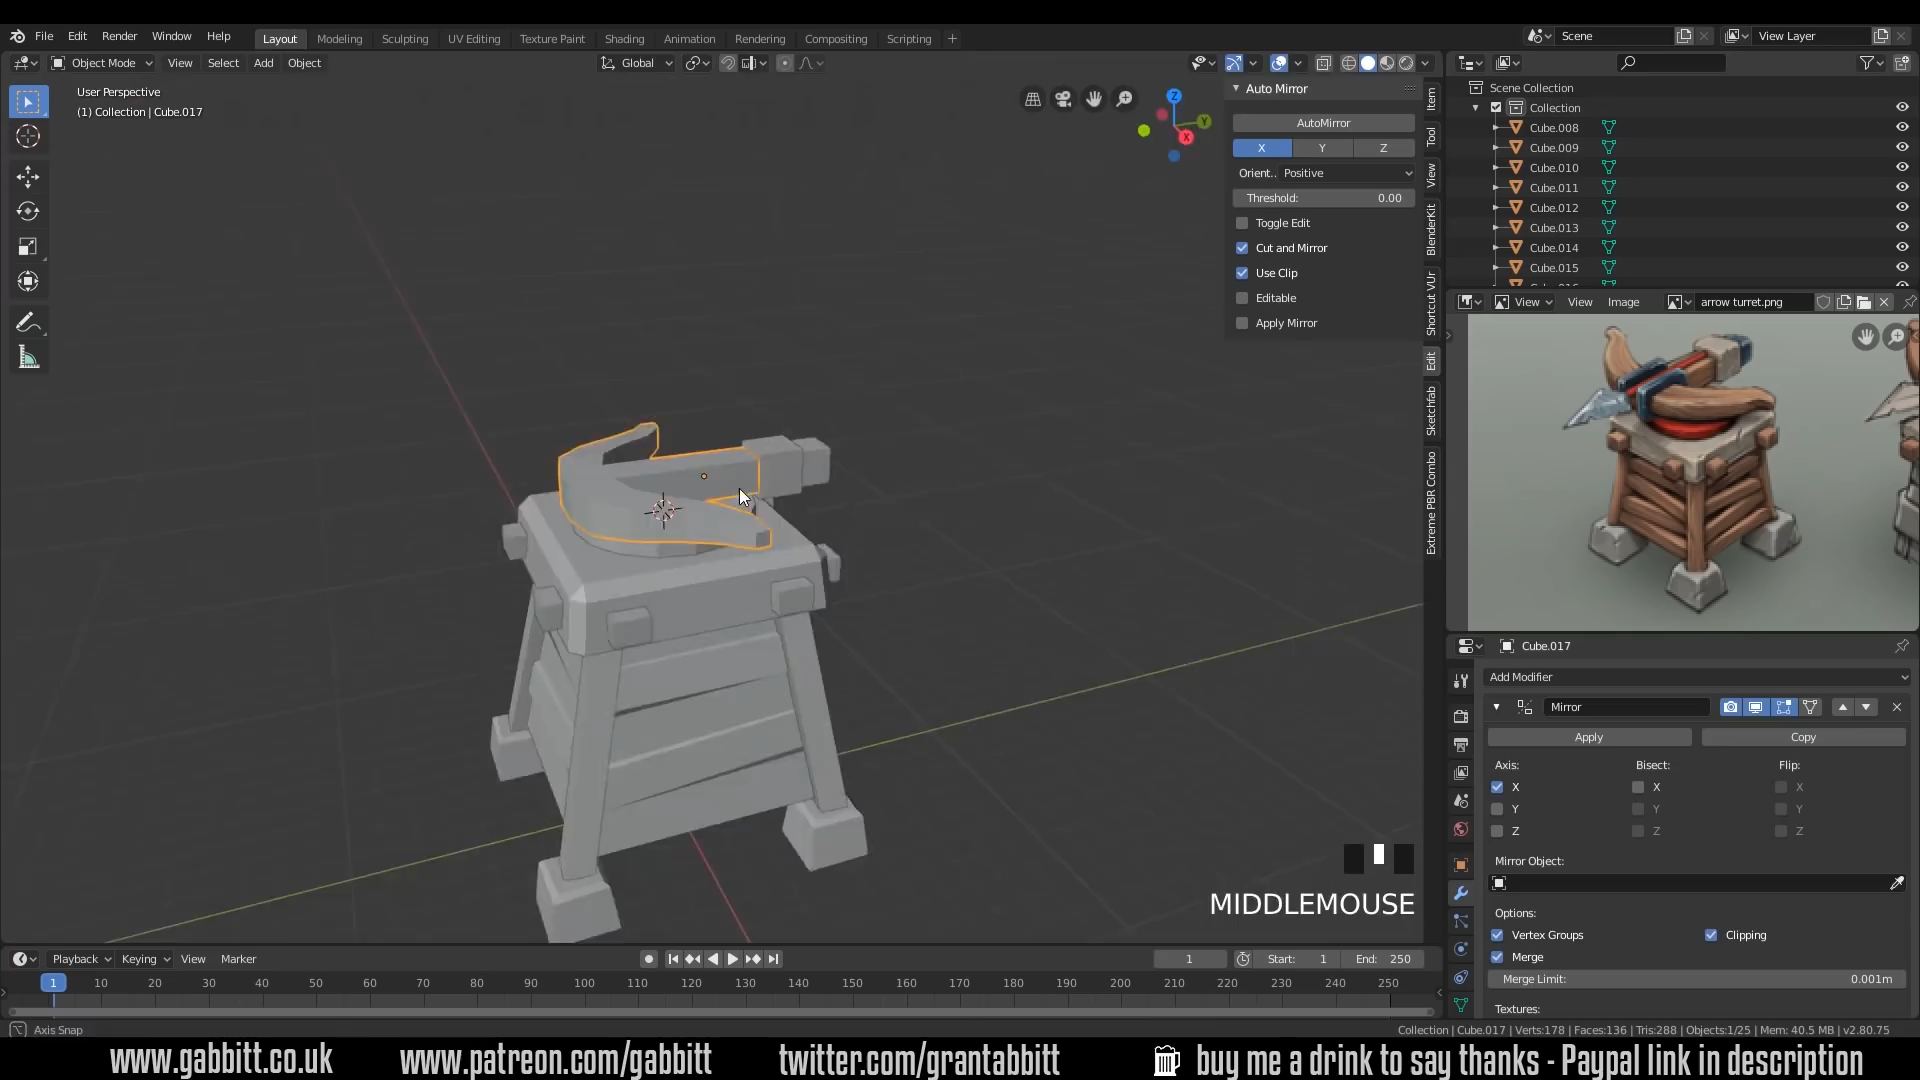 File Edit Render Window Help
Layout Modeling Sculpting UV Editing Texture Paint Shading Animation Rendering Compositing Scripting +
Scene
View Layer
Object Mode View Select Add Object
Global
User Perspective
(1) Collection | Cube.017
Z
Y
X
Auto Mirror
AutoMirror
X Y Z
Orient.. Positive
Threshold: 0.00
Toggle Edit
Cut and Mirror
Use Clip
Editable
Apply Mirror
Item
Tool
View
BlenderKit
Shortcut VUr
Edit
Sketchfab
Extreme PBR Combo
Scene Collection
Collection
Cube.008
Cube.009
Cube.010
Cube.011
Cube.012
Cube.013
Cube.014
Cube.015
View View Image arrow turret.png
Cube.017
Add Modifier
Mirror
Apply Copy
Axis: Bisect: Flip:
X X X
Y Y Y
Z Z Z
Mirror Object:
Options:
Vertex Groups Clipping
Merge
Merge Limit: 0.001m
Textures:
MIDDLEMOUSE
Playback Keying View Marker
1 Start: 1 End: 250
1 10 20 30 40 50 60 70 80 90 100 110 120 130 140 150 160 170 180 190 200 210 220 230 240 250
Axis Snap
Collection | Cube.017 | Verts:178 | Faces:136 | Tris:288 | Objects:1/25 | Mem: 40.5 MB | v2.80.75
www.gabbitt.co.uk www.patreon.com/gabbitt twitter.com/grantabbitt buy me a drink to say thanks - Paypal link in description